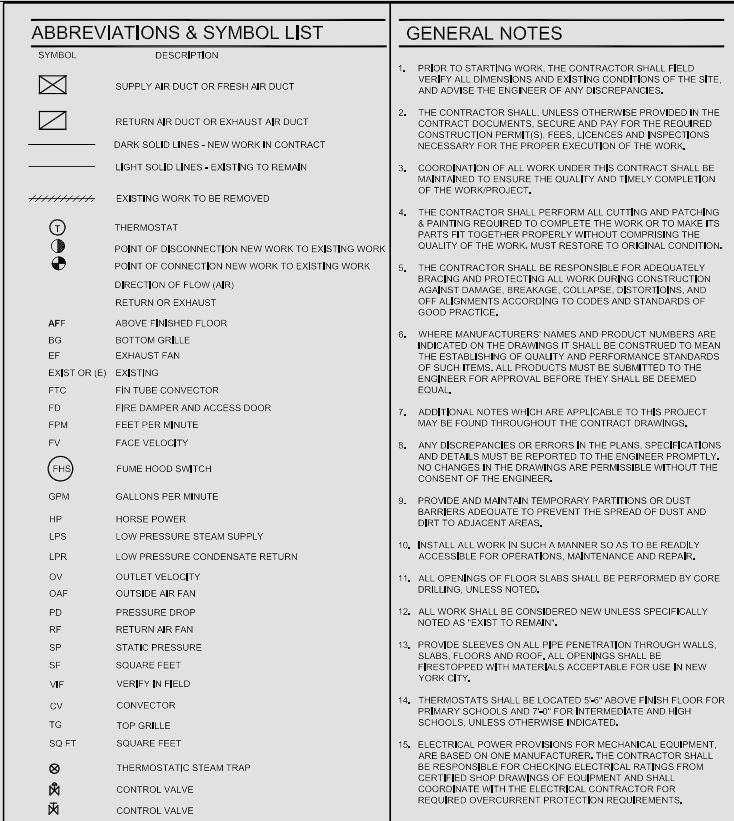 ABBREVIATIONS & SYMBOL LIST
SYMBOL DESCRIPTION
SUPPLY AIR DUCT OR FRESH AIR DUCT
RETURN AIR DUCT OR EXHAUST AIR DUCT
DARK SOLID LINES - NEW WORK IN CONTRACT
LIGHT SOLID LINES - EXISTING TO REMAIN
EXISTING WORK TO BE REMOVED
T THERMOSTAT
POINT OF DISCONNECTION NEW WORK TO EXISTING WORK
POINT OF CONNECTION NEW WORK TO EXISTING WORK
DIRECTION OF FLOW (AIR)
RETURN OR EXHAUST
AFF ABOVE FINISHED FLOOR
BG BOTTOM GRILLE
EF EXHAUST FAN
EXIST OR (E) EXISTING
FTC FIN TUBE CONVECTOR
FD FIRE DAMPER AND ACCESS DOOR
FPM FEET PER MINUTE
FV FACE VELOCITY
FHS FUME HOOD SWITCH
GPM GALLONS PER MINUTE
HP HORSE POWER
LPS LOW PRESSURE STEAM SUPPLY
LPR LOW PRESSURE CONDENSATE RETURN
OV OUTLET VELOCITY
OAF OUTSIDE AIR FAN
PD PRESSURE DROP
RF RETURN AIR FAN
SP STATIC PRESSURE
SF SQUARE FEET
VIF VERIFY IN FIELD
CV CONVECTOR
TG TOP GRILLE
SQ FT SQUARE FEET
THERMOSTATIC STEAM TRAP
CONTROL VALVE
CONTROL VALVE
GENERAL NOTES
1. PRIOR TO STARTING WORK, THE CONTRACTOR SHALL FIELD
VERIFY ALL DIMENSIONS AND EXISTING CONDITIONS OF THE SITE,
AND ADVISE THE ENGINEER OF ANY DISCREPANCIES.
2. THE CONTRACTOR SHALL, UNLESS OTHERWISE PROVIDED IN THE
CONTRACT DOCUMENTS, SECURE AND PAY FOR THE REQUIRED
CONSTRUCTION PERMIT(S), FEES, LICENCES AND INSPECTIONS
NECESSARY FOR THE PROPER EXECUTION OF THE WORK.
3. COORDINATION OF ALL WORK UNDER THIS CONTRACT SHALL BE
MAINTAINED TO ENSURE THE QUALITY AND TIMELY COMPLETION
OF THE WORK/PROJECT.
4. THE CONTRACTOR SHALL PERFORM ALL CUTTING AND PATCHING
& PAINTING REQUIRED TO COMPLETE THE WORK OR TO MAKE ITS
PARTS FIT TOGETHER PROPERLY WITHOUT COMPRISING THE
QUALITY OF THE WORK. MUST RESTORE TO ORIGINAL CONDITION.
5. THE CONTRACTOR SHALL BE RESPONSIBLE FOR ADEQUATELY
BRACING AND PROTECTING ALL WORK DURING CONSTRUCTION
AGAINST DAMAGE, BREAKAGE, COLLAPSE, DISTORTIONS, AND
OFF ALIGNMENTS ACCORDING TO CODES AND STANDARDS OF
GOOD PRACTICE.
6. WHERE MANUFACTURERS' NAMES AND PRODUCT NUMBERS ARE
INDICATED ON THE DRAWINGS IT SHALL BE CONSTRUED TO MEAN
THE ESTABLISHING OF QUALITY AND PERFORMANCE STANDARDS
OF SUCH ITEMS. ALL PRODUCTS MUST BE SUBMITTED TO THE
ENGINEER FOR APPROVAL BEFORE THEY SHALL BE DEEMED
EQUAL.
7. ADDITIONAL NOTES WHICH ARE APPLICABLE TO THIS PROJECT
MAY BE FOUND THROUGHOUT THE CONTRACT DRAWINGS.
8. ANY DISCREPANCIES OR ERRORS IN THE PLANS, SPECIFICATIONS
AND DETAILS MUST BE REPORTED TO THE ENGINEER PROMPTLY.
NO CHANGES IN THE DRAWINGS ARE PERMISSIBLE WITHOUT THE
CONSENT OF THE ENGINEER.
9. PROVIDE AND MAINTAIN TEMPORARY PARTITIONS OR DUST
BARRIERS ADEQUATE TO PREVENT THE SPREAD OF DUST AND
DIRT TO ADJACENT AREAS.
10. INSTALL ALL WORK IN SUCH A MANNER SO AS TO BE READILY
ACCESSIBLE FOR OPERATIONS, MAINTENANCE AND REPAIR.
11. ALL OPENINGS OF FLOOR SLABS SHALL BE PERFORMED BY CORE
DRILLING, UNLESS NOTED.
12. ALL WORK SHALL BE CONSIDERED NEW UNLESS SPECIFICALLY
NOTED AS "EXIST TO REMAIN".
13. PROVIDE SLEEVES ON ALL PIPE PENETRATION THROUGH WALLS,
SLABS, FLOORS AND ROOF. ALL OPENINGS SHALL BE
FIRESTOPPED WITH MATERIALS ACCEPTABLE FOR USE IN NEW
YORK CITY.
14. THERMOSTATS SHALL BE LOCATED 5'-6" ABOVE FINISH FLOOR FOR
PRIMARY SCHOOLS AND 7'-0" FOR INTERMEDIATE AND HIGH
SCHOOLS, UNLESS OTHERWISE INDICATED.
15. ELECTRICAL POWER PROVISIONS FOR MECHANICAL EQUIPMENT,
ARE BASED ON ONE MANUFACTURER. THE CONTRACTOR SHALL
BE RESPONSIBLE FOR CHECKING ELECTRICAL RATINGS FROM
CERTIFIED SHOP DRAWINGS OF EQUIPMENT AND SHALL
COORDINATE WITH THE ELECTRICAL CONTRACTOR FOR
REQUIRED OVERCURRENT PROTECTION REQUIREMENTS.